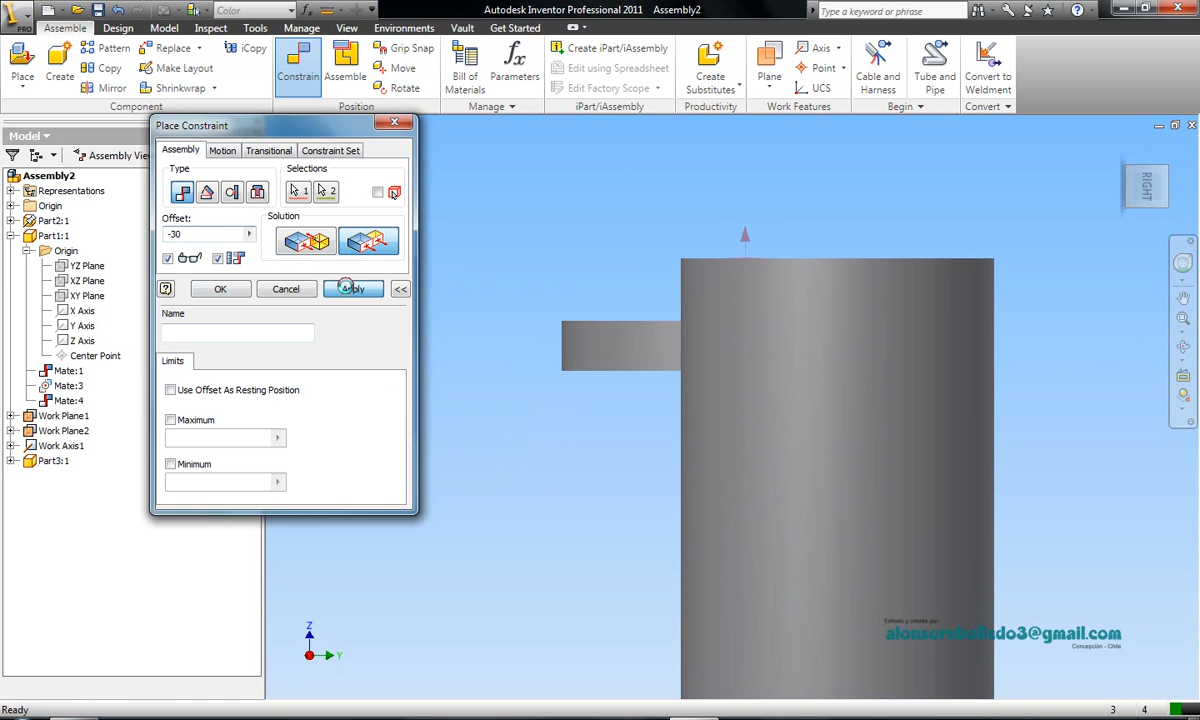 Autodesk Inventor Professional 2011 Assembly2
Type a keyword or phrase
Color
PRO
Assemble Design Model Inspect Tools Manage View Environments Vault Get Started
Place
Create
Pattern
Copy
Mirror
Replace
Make Layout
Shrinkwrap
iCopy
Component
Constrain
Assemble
Grip Snap
Move
Rotate
Position
Bill of
Materials
Parameters
Manage
Create iPart/iAssembly
Edit using Spreadsheet
Edit Factory Scope
iPart/iAssembly
Create
Substitutes
Productivity
Plane
Axis
Point
UCS
Work Features
Cable and
Harness
Tube and
Pipe
Begin
Convert to
Weldment
Convert
Model
Assembly Vie
Assembly2
Representations
Origin
Part2:1
Part1:1
Origin
YZ Plane
XZ Plane
XY Plane
X Axis
Y Axis
Z Axis
Center Point
Mate:1
Mate:3
Mate:4
Work Plane1
Work Plane2
Work Axis1
Part3:1
Place Constraint
Assembly Motion Transitional Constraint Set
Type
Selections
1
2
Offset:
-30
Solution
OK
Cancel
Apply
<<
Name
Limits
Use Offset As Resting Position
Maximum
Minimum
RIGHT
Z
Y
Editado y creado por:
alonsorebolledo3@gmail.com
Concepción - Chile
Ready
3 4